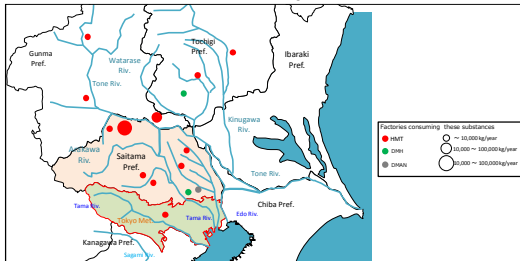 Gunma
Pref.
Watarase
Riv.
Tochigi
Pref.
Ibaraki
Pref.
Tone Riv.
Kinugawa
Riv.
Arakawa
Riv.
Saitama
Pref.
Tone Riv.
Chiba Pref.
Tama Riv.
Tokyo Met.
Tama Riv.
Edo Riv.
Kanagawa Pref.
Sagami Riv.
Factories consuming these substances
HMT
DMH
DMAN
~ 10,000kg/year
10,000 ~ 100,000kg/year
10,000 ~ 100,000kg/year